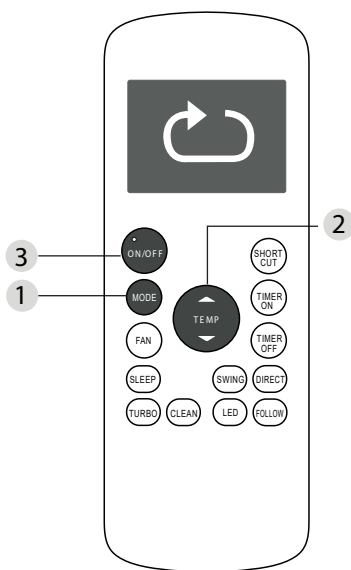 2
3
ON/OFF
SHORT
CUT
1
MODE
TEMP
TIMER
ON
FAN
TIMER
OFF
SLEEP
SWING
DIRECT
TURBO
CLEAN
LED
FOLLOW